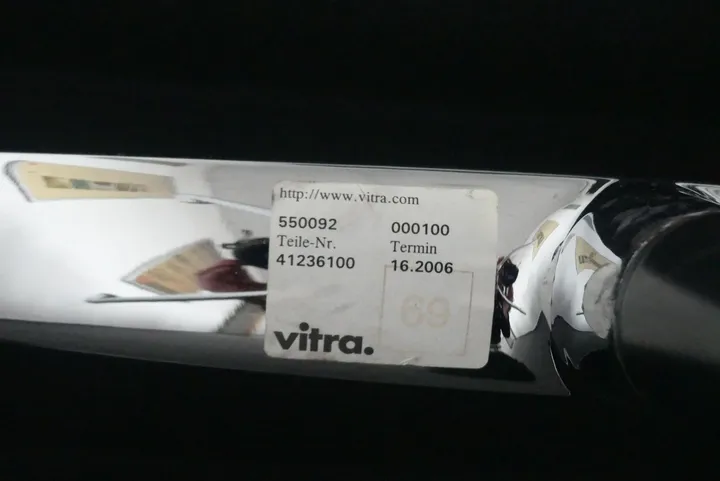 http://www.vitra.com
550092 000100
Teile-Nr. Termin
41236100 16.2006
69
vitra.